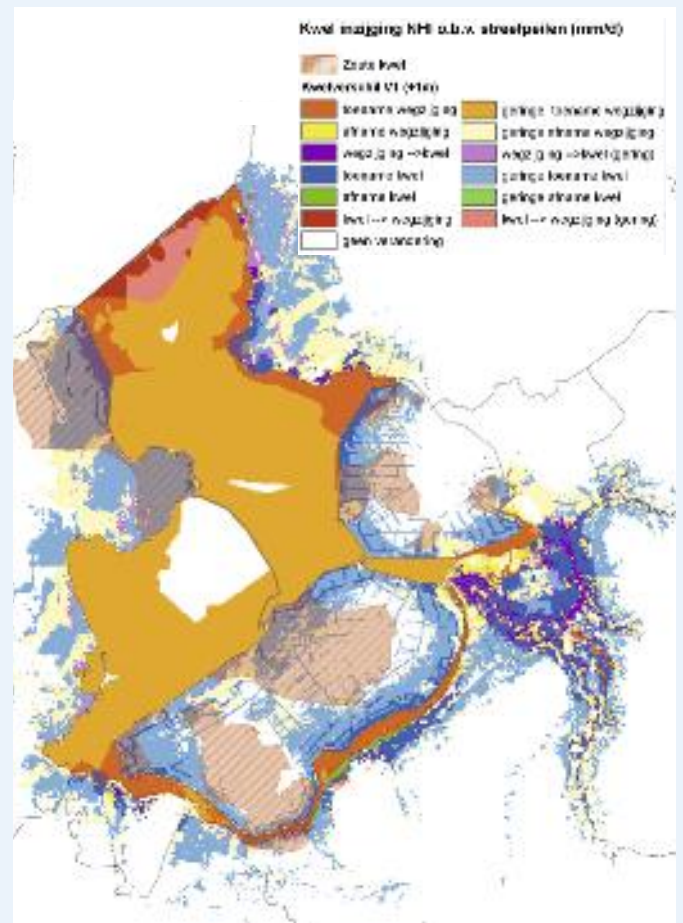 Kwel inzijging NHI o.b.v. streefpeilen (mm/d)
Zoute kwel
Kwelverschil V1 (+1m)
toename wegzijging
geringe toename wegzijging
afname wegzijging
geringe afname wegzijging
wegzijging -->kwel
wegzijging -->kwel (gering)
toename kwel
geringe toename kwel
afname kwel
geringe afname kwel
kwel --> wegzijging
kwel --> wegzijging (gering)
geen verandering